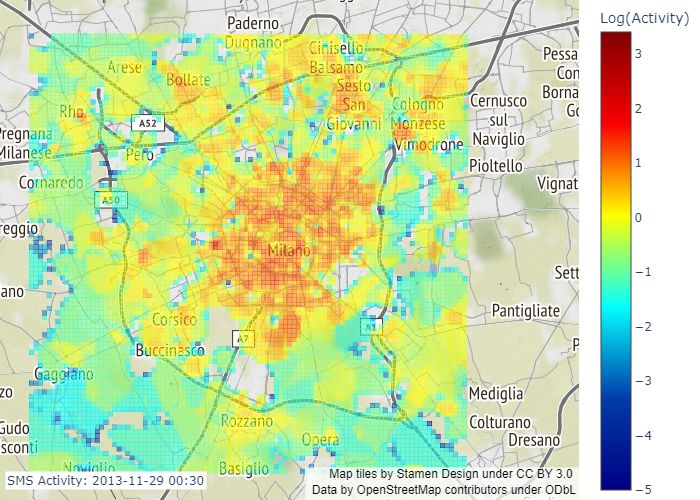 Log(Activity)
Paderno
Dugnano
Cinisello
Balsamo
Arese
Bollate
Sesto
San
Giovanni
Cologno
Monzese
Pessa
Con
Borna
Go
Rho
A52
Cernusco
sul
Naviglio
Pregnana
Milanese
Pero
Vimodrone
Pioltello
Cornaredo
Vignat
A50
reggio
Milano
Sett
ano
Pantigliate
Corsico
A1
A7
Buccinasco
P
Gaggiano
zo
Mediglia
Rozzano
Colturano
Gudo
sconti
Opera
Dresano
Noviglio
Basiglio
SMS Activity: 2013-11-29 00:30
Map tiles by Stamen Design under CC BY 3.0
Data by OpenStreetMap contributors under ODbL
3
2
1
0
−1
−2
−3
−4
−5